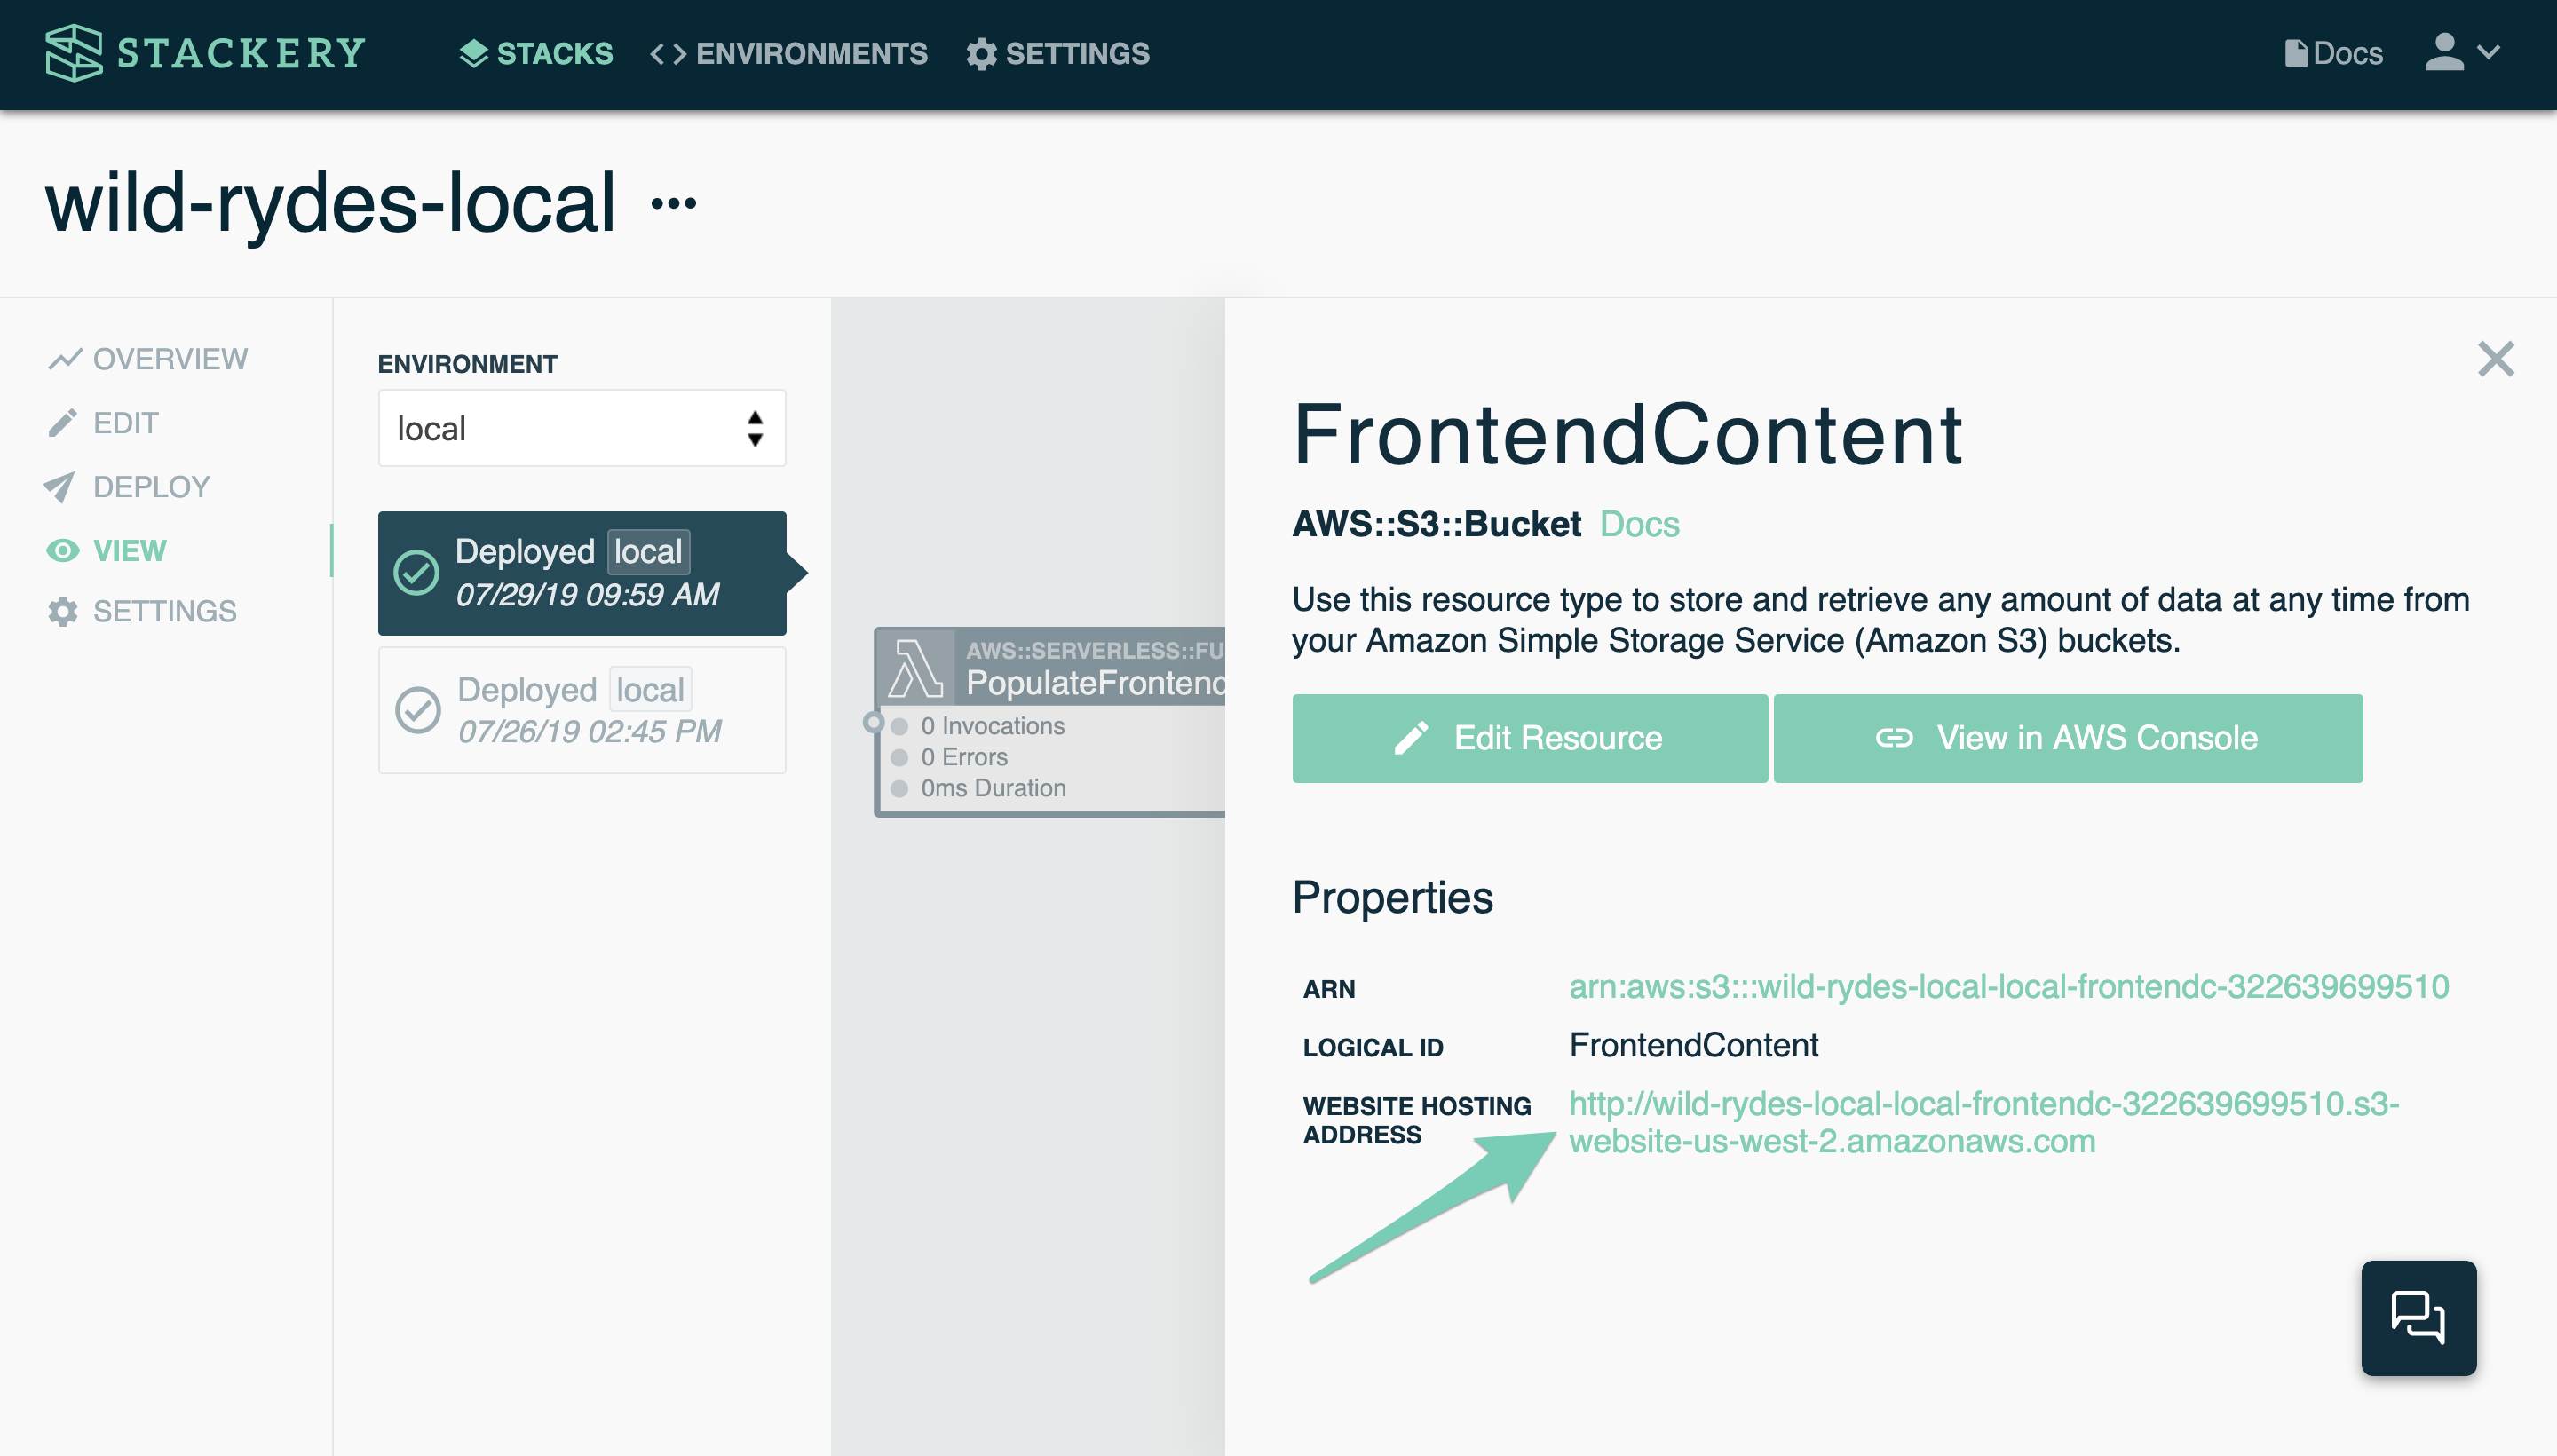 STACKERY
STACKS
ENVIRONMENTS
SETTINGS
Docs
wild-rydes-local
OVERVIEW
EDIT
DEPLOY
VIEW
SETTINGS
ENVIRONMENT
local
Deployed local
07/29/19 09:59 AM
Deployed local
07/26/19 02:45 PM
AWS::SERVERLESS::FU
PopulateFrontend
0 Invocations
0 Errors
0ms Duration
FrontendContent
AWS::S3::Bucket Docs
Use this resource type to store and retrieve any amount of data at any time from
your Amazon Simple Storage Service (Amazon S3) buckets.
Edit Resource
View in AWS Console
Properties
ARN
arn:aws:s3:::wild-rydes-local-local-frontendc-322639699510
LOGICAL ID
FrontendContent
WEBSITE HOSTING
ADDRESS
http://wild-rydes-local-local-frontendc-322639699510.s3-
website-us-west-2.amazonaws.com